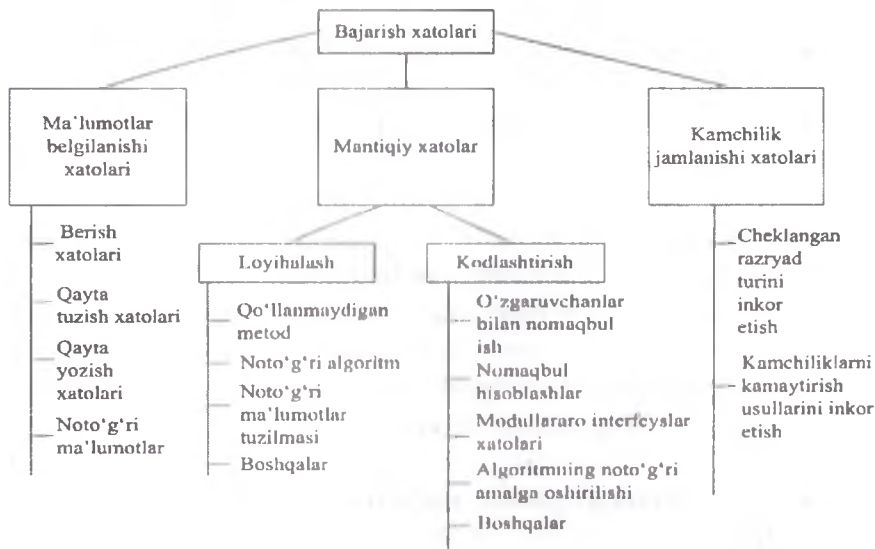 Bajarish xatolari
Ma'lumotlar
belgilanishi
xatolari
Berish
xatolari
Qayta
tuzish xatolari
Qayta
yozish
xatolari
Noto‘g‘ri
ma'lumotlar
Mantiqiy xatolar
Loyihalash
Qo‘llanmaydigan
metod
Noto‘g‘ri algoritm
Noto‘g‘ri
ma'lumotlar
tuzilmasi
Boshqalar
Kodlashtirish
O‘zgaruvchanlar
bilan nomaqbul
ish
Nomaqbul
hisoblashlar
Modullararo interfeyslar
xatolari
Algoritmning noto‘g‘ri
amalga oshirilishi
Boshqalar
Kamchilik
jamlanishi xatolari
Cheklangan
razryad
turini
inkor
etish
Kamchiliklarni
kamaytirish
usullarini inkor
etish